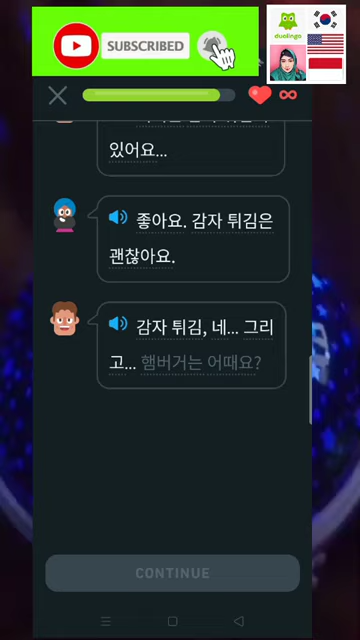 SUBSCRIBED
duolingo
있어요...
좋아요. 감자 튀김은
괜찮아요.
감자 튀김, 네... 그리
고... 햄버거는 어때요?
CONTINUE